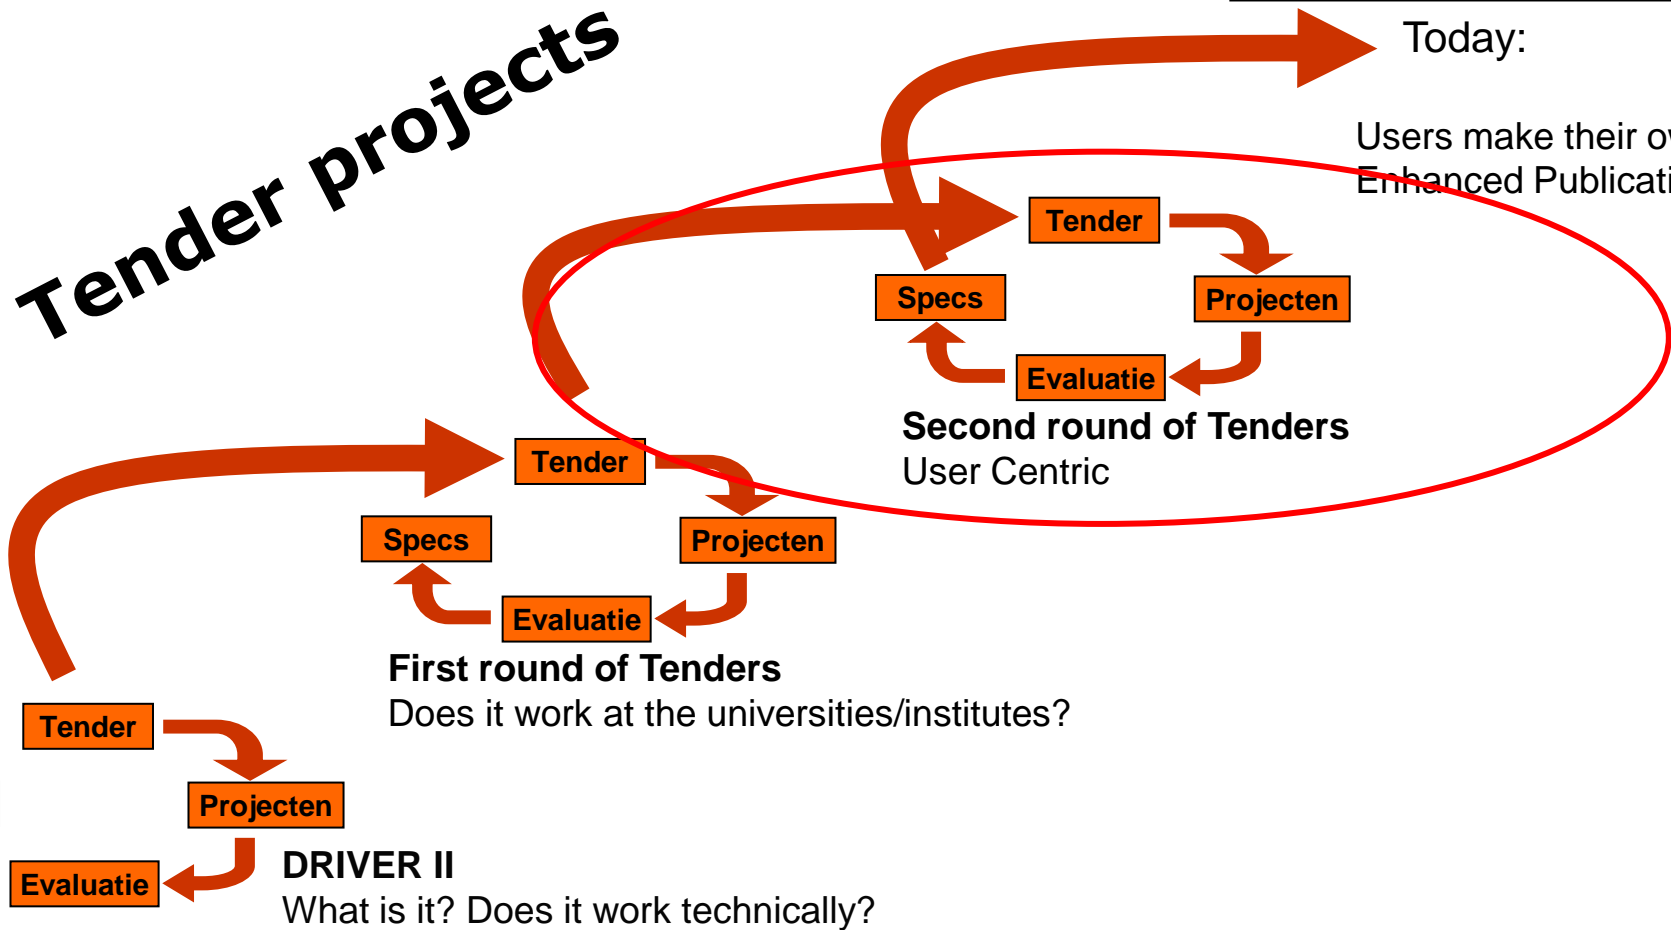 Tender projects
Today:
Users make their
Enhanced
Tender
Specs
Projecten
Evaluatie
Second round of Tenders
User Centric
Tender
Specs
Projecten
Evaluatie
First round of Tenders
Does it work at the universities/institutes?
Tender
Projecten
Evaluatie
DRIVER II
What is it? Does it work technically?